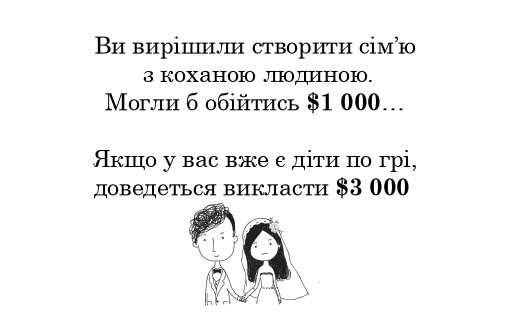 Ви вирішили створити сім’ю
з коханою людиною.
Могли б обійтись $1 000…
Якщо у вас вже є діти по грі,
доведеться викласти $3 000